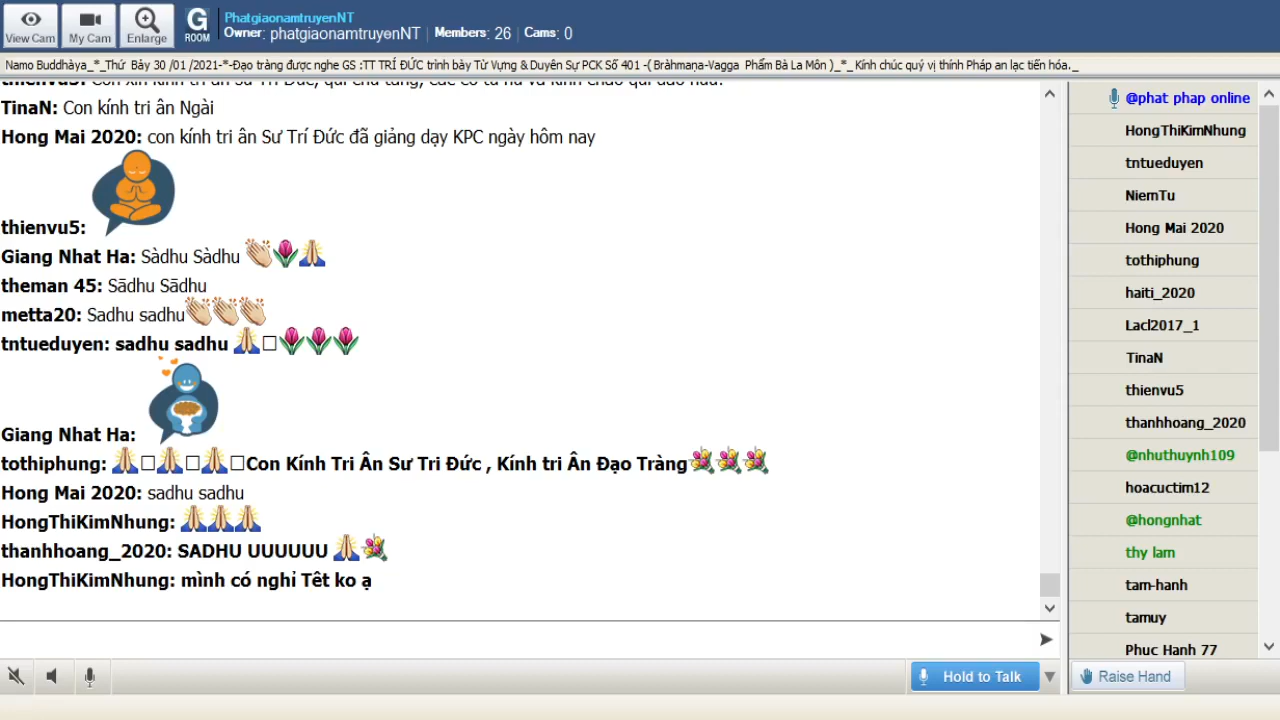 View Cam
My Cam
Enlarge
G
ROOM
PhatgiaonamtruyenNT
Owner: phatgiaonamtruyenNT | Members: 26 | Cams: 0
Namo Buddhàya_*_Thứ Bảy 30 /01 /2021-*-Đạo tràng được nghe GS :TT TRÍ ĐỨC trình bày Từ Vựng & Duyên Sự PCK Số 401 -( Bràhmaṇa-Vagga Phẩm Bà La Môn )_*_ Kính chúc quý vị thính Pháp an lạc tiến hóa._
TinaN: Con kính tri ân Ngài
Hong Mai 2020: con kính tri ân Sư Trí Đức đã giảng dạy KPC ngày hôm nay
thienvu5:
Giang Nhat Ha: Sàdhu Sàdhu 👏🌷🙏
theman 45: Sādhu Sādhu
metta20: Sadhu sadhu👏👏👏
tntueduyen: sadhu sadhu 🙏□🌷🌷🌷
Giang Nhat Ha:
tothiphung: 🙏□🙏□🙏□Con Kính Tri Ân Sư Tri Đức , Kính tri Ân Đạo Tràng💐💐💐
Hong Mai 2020: sadhu sadhu
HongThiKimNhung: 🙏🙏🙏
thanhhoang_2020: SADHU UUUUUU 🙏💐
HongThiKimNhung: mình có nghỉ Têt ko ạ
@phat phap online
HongThiKimNhung
tntueduyen
NiemTu
Hong Mai 2020
tothiphung
haiti_2020
Lacl2017_1
TinaN
thienvu5
thanhhoang_2020
@nhuthuynh109
hoacuctim12
@hongnhat
thy lam
tam-hanh
tamuy
Phuc Hanh 77
Hold to Talk
Raise Hand